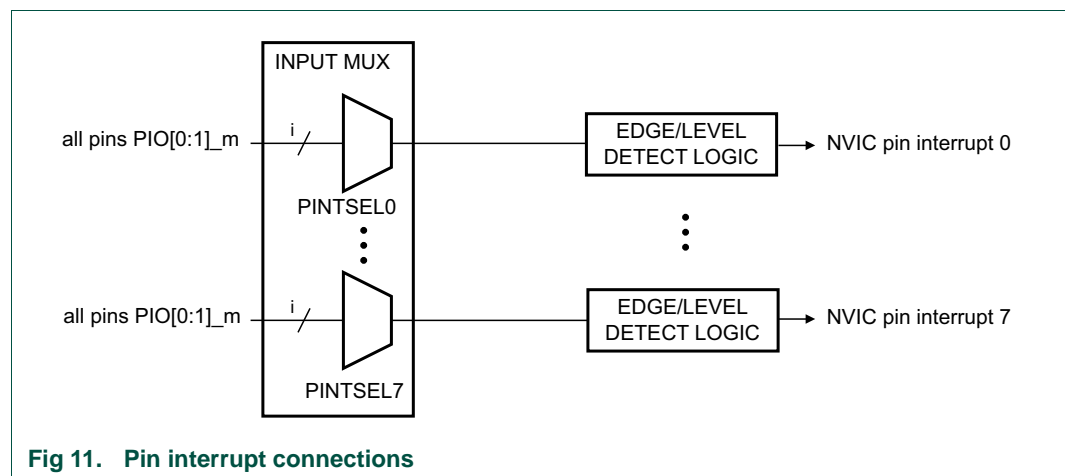 INPUT MUX
all pins PIO[0:1]_m
i
PINTSEL0
EDGE/LEVEL
DETECT LOGIC
NVIC pin interrupt 0
all pins PIO[0:1]_m
i
PINTSEL7
EDGE/LEVEL
DETECT LOGIC
NVIC pin interrupt 7
Fig 11. Pin interrupt connections